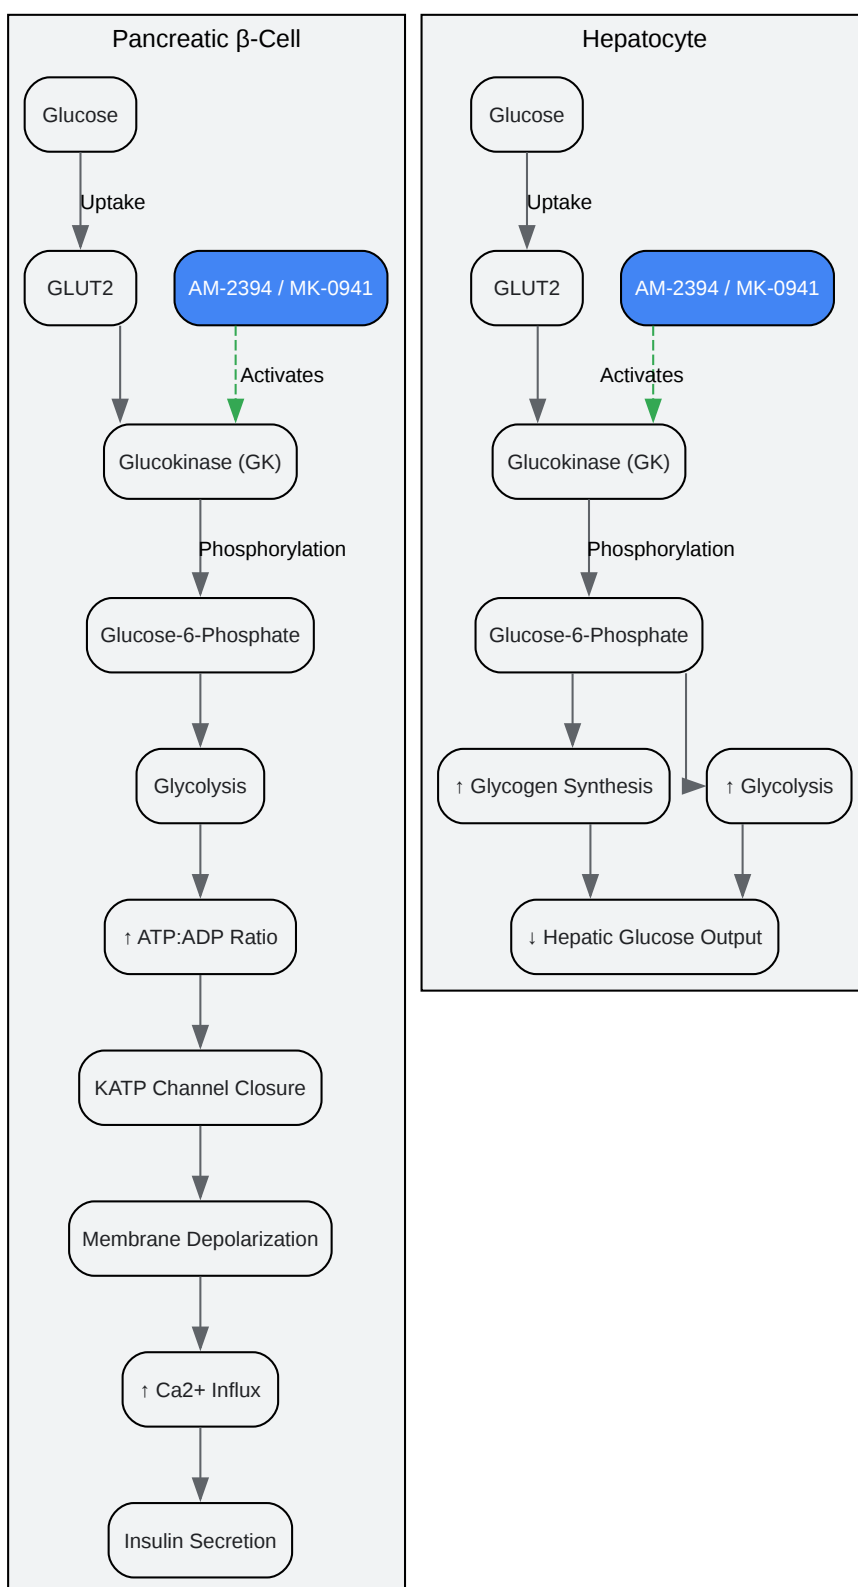 Pancreatic β-Cell
Glucose
Uptake
GLUT2
AM-2394 / MK-0941
Activates
Glucokinase (GK)
Phosphorylation
Glucose-6-Phosphate
Glycolysis
↑ ATP:ADP Ratio
KATP Channel Closure
Membrane Depolarization
↑ Ca2+ Influx
Insulin Secretion
Hepatocyte
Glucose
Uptake
GLUT2
AM-2394 / MK-0941
Activates
Glucokinase (GK)
Phosphorylation
Glucose-6-Phosphate
↑ Glycogen Synthesis
↑ Glycolysis
↓ Hepatic Glucose Output